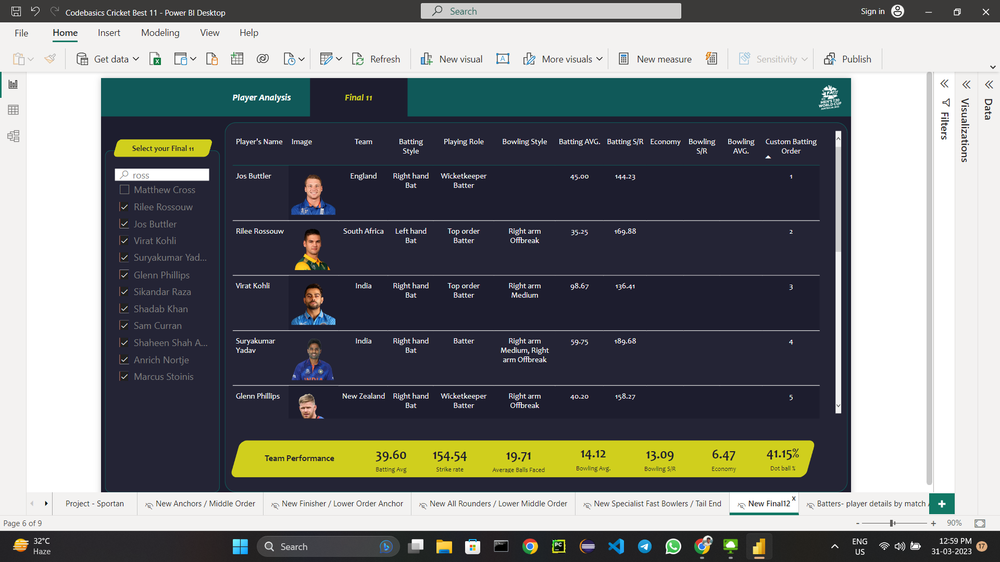 Codebasics Cricket Best 11 - Power BI Desktop
Search
Sign in
File
Home
Insert
Modeling
View
Help
Get data
Refresh
New visual
More visuals
New measure
Sensitivity
Publish
Player Analysis
Final 11
ICC
MEN'S T20
WORLD CUP
AUSTRALIA 2022
Filters
Visualizations
Data
Select your Final 11
ross
Matthew Cross
Rilee Rossouw
Jos Buttler
Virat Kohli
Suryakumar Yad...
Glenn Phillips
Sikandar Raza
Shadab Khan
Sam Curran
Shaheen Shah A...
Anrich Nortje
Marcus Stoinis
Player's Name Image Team Batting Style Playing Role Bowling Style Batting AVG. Batting S/R Economy Bowling S/R Bowling AVG. Custom Batting Order
Jos Buttler England Right hand Bat Wicketkeeper Batter 45.00 144.23 1
Rilee Rossouw South Africa Left hand Bat Top order Batter Right arm Offbreak 35.25 169.88 2
Virat Kohli India Right hand Bat Top order Batter Right arm Medium 98.67 136.41 3
Suryakumar Yadav India Right hand Bat Batter Right arm Medium, Right arm Offbreak 59.75 189.68 4
INDIA
Glenn Phillips New Zealand Right hand Bat Wicketkeeper Batter Right arm Offbreak 40.20 158.27 5
Team Performance
39.60
Batting Avg
154.54
Strike rate
19.71
Average Balls Faced
14.12
Bowling Avg.
13.09
Bowling S/R
6.47
Economy
41.15%
Dot ball %
Project - Sportan
New Anchors / Middle Order
New Finisher / Lower Order Anchor
New All Rounders / Lower Middle Order
New Specialist Fast Bowlers / Tail End
New Final12
x
Batters- player details by match
Page 6 of 9
- + 90%
32°C
Haze
Search
PC
ENG
US
12:59 PM
31-03-2023
17